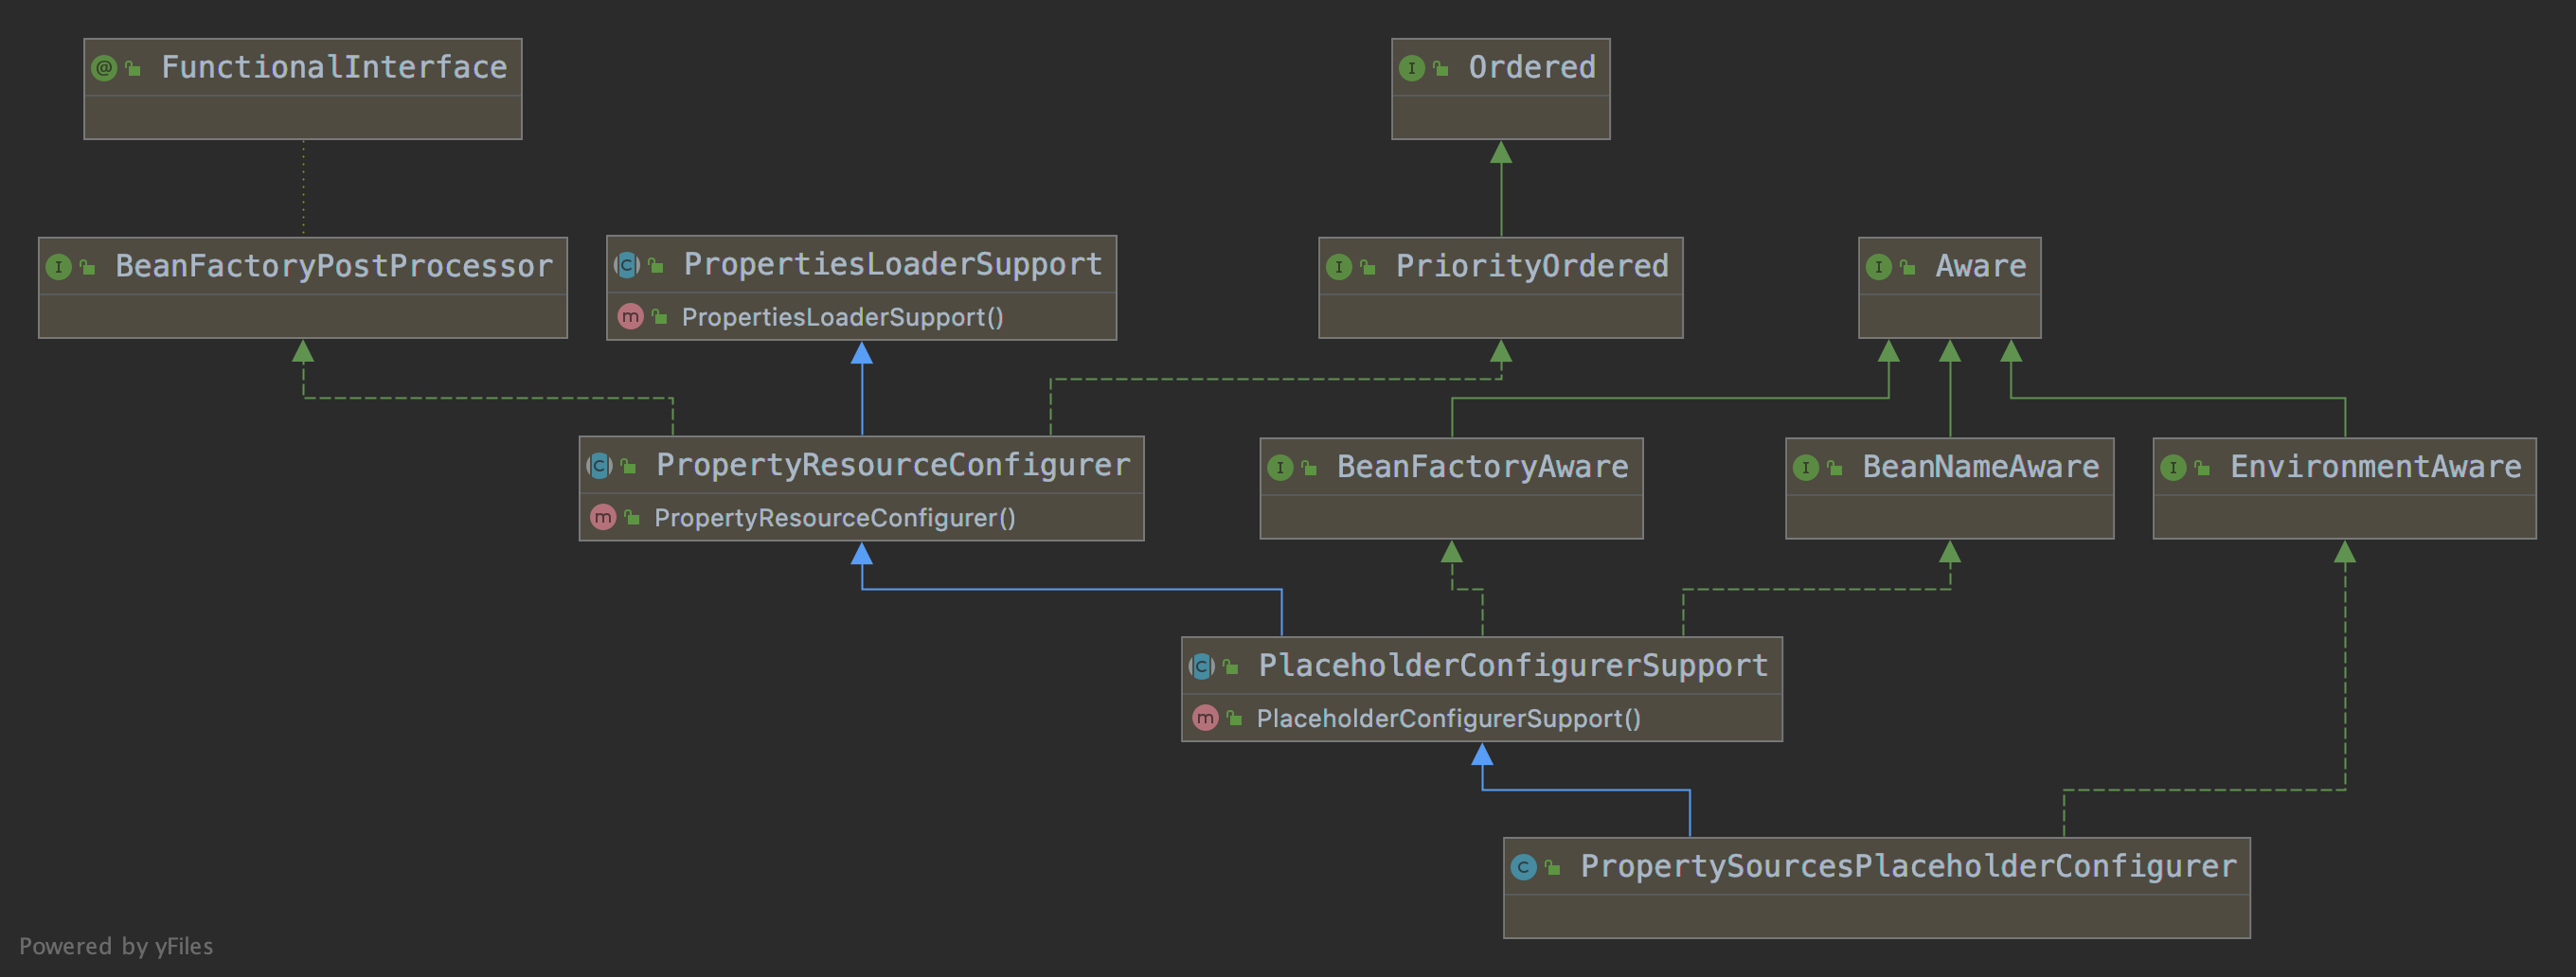 FunctionalInterface
Ordered
BeanFactoryPostProcessor
PropertiesLoaderSupport
PropertiesLoaderSupport()
PriorityOrdered
Aware
PropertyResourceConfigurer
PropertyResourceConfigurer()
BeanFactoryAware
BeanNameAware
EnvironmentAware
PlaceholderConfigurerSupport
PlaceholderConfigurerSupport()
PropertySourcesPlaceholderConfigurer
Powered by yFiles